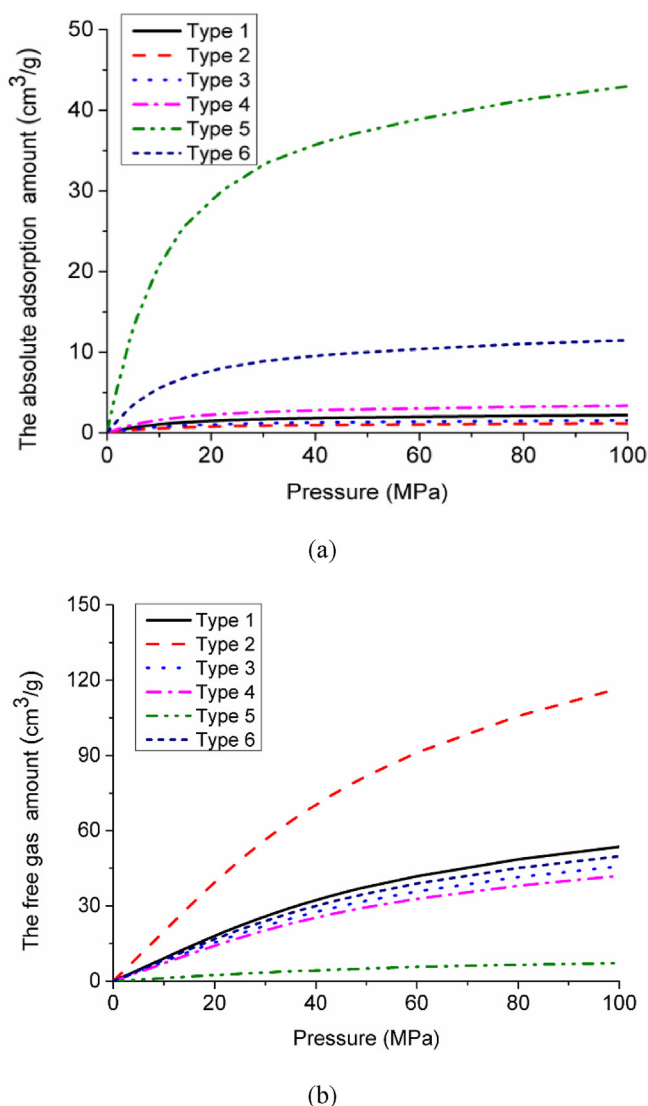 The absolute adsorption amount (cm³/g)
50
40
30
20
10
0
Type 1
Type 2
Type 3
Type 4
Type 5
Type 6
0 20 40 60 80 100
Pressure (MPa)
(a)
The free gas amount (cm³/g)
150
120
90
60
30
0
Type 1
Type 2
Type 3
Type 4
Type 5
Type 6
0 20 40 60 80 100
Pressure (MPa)
(b)